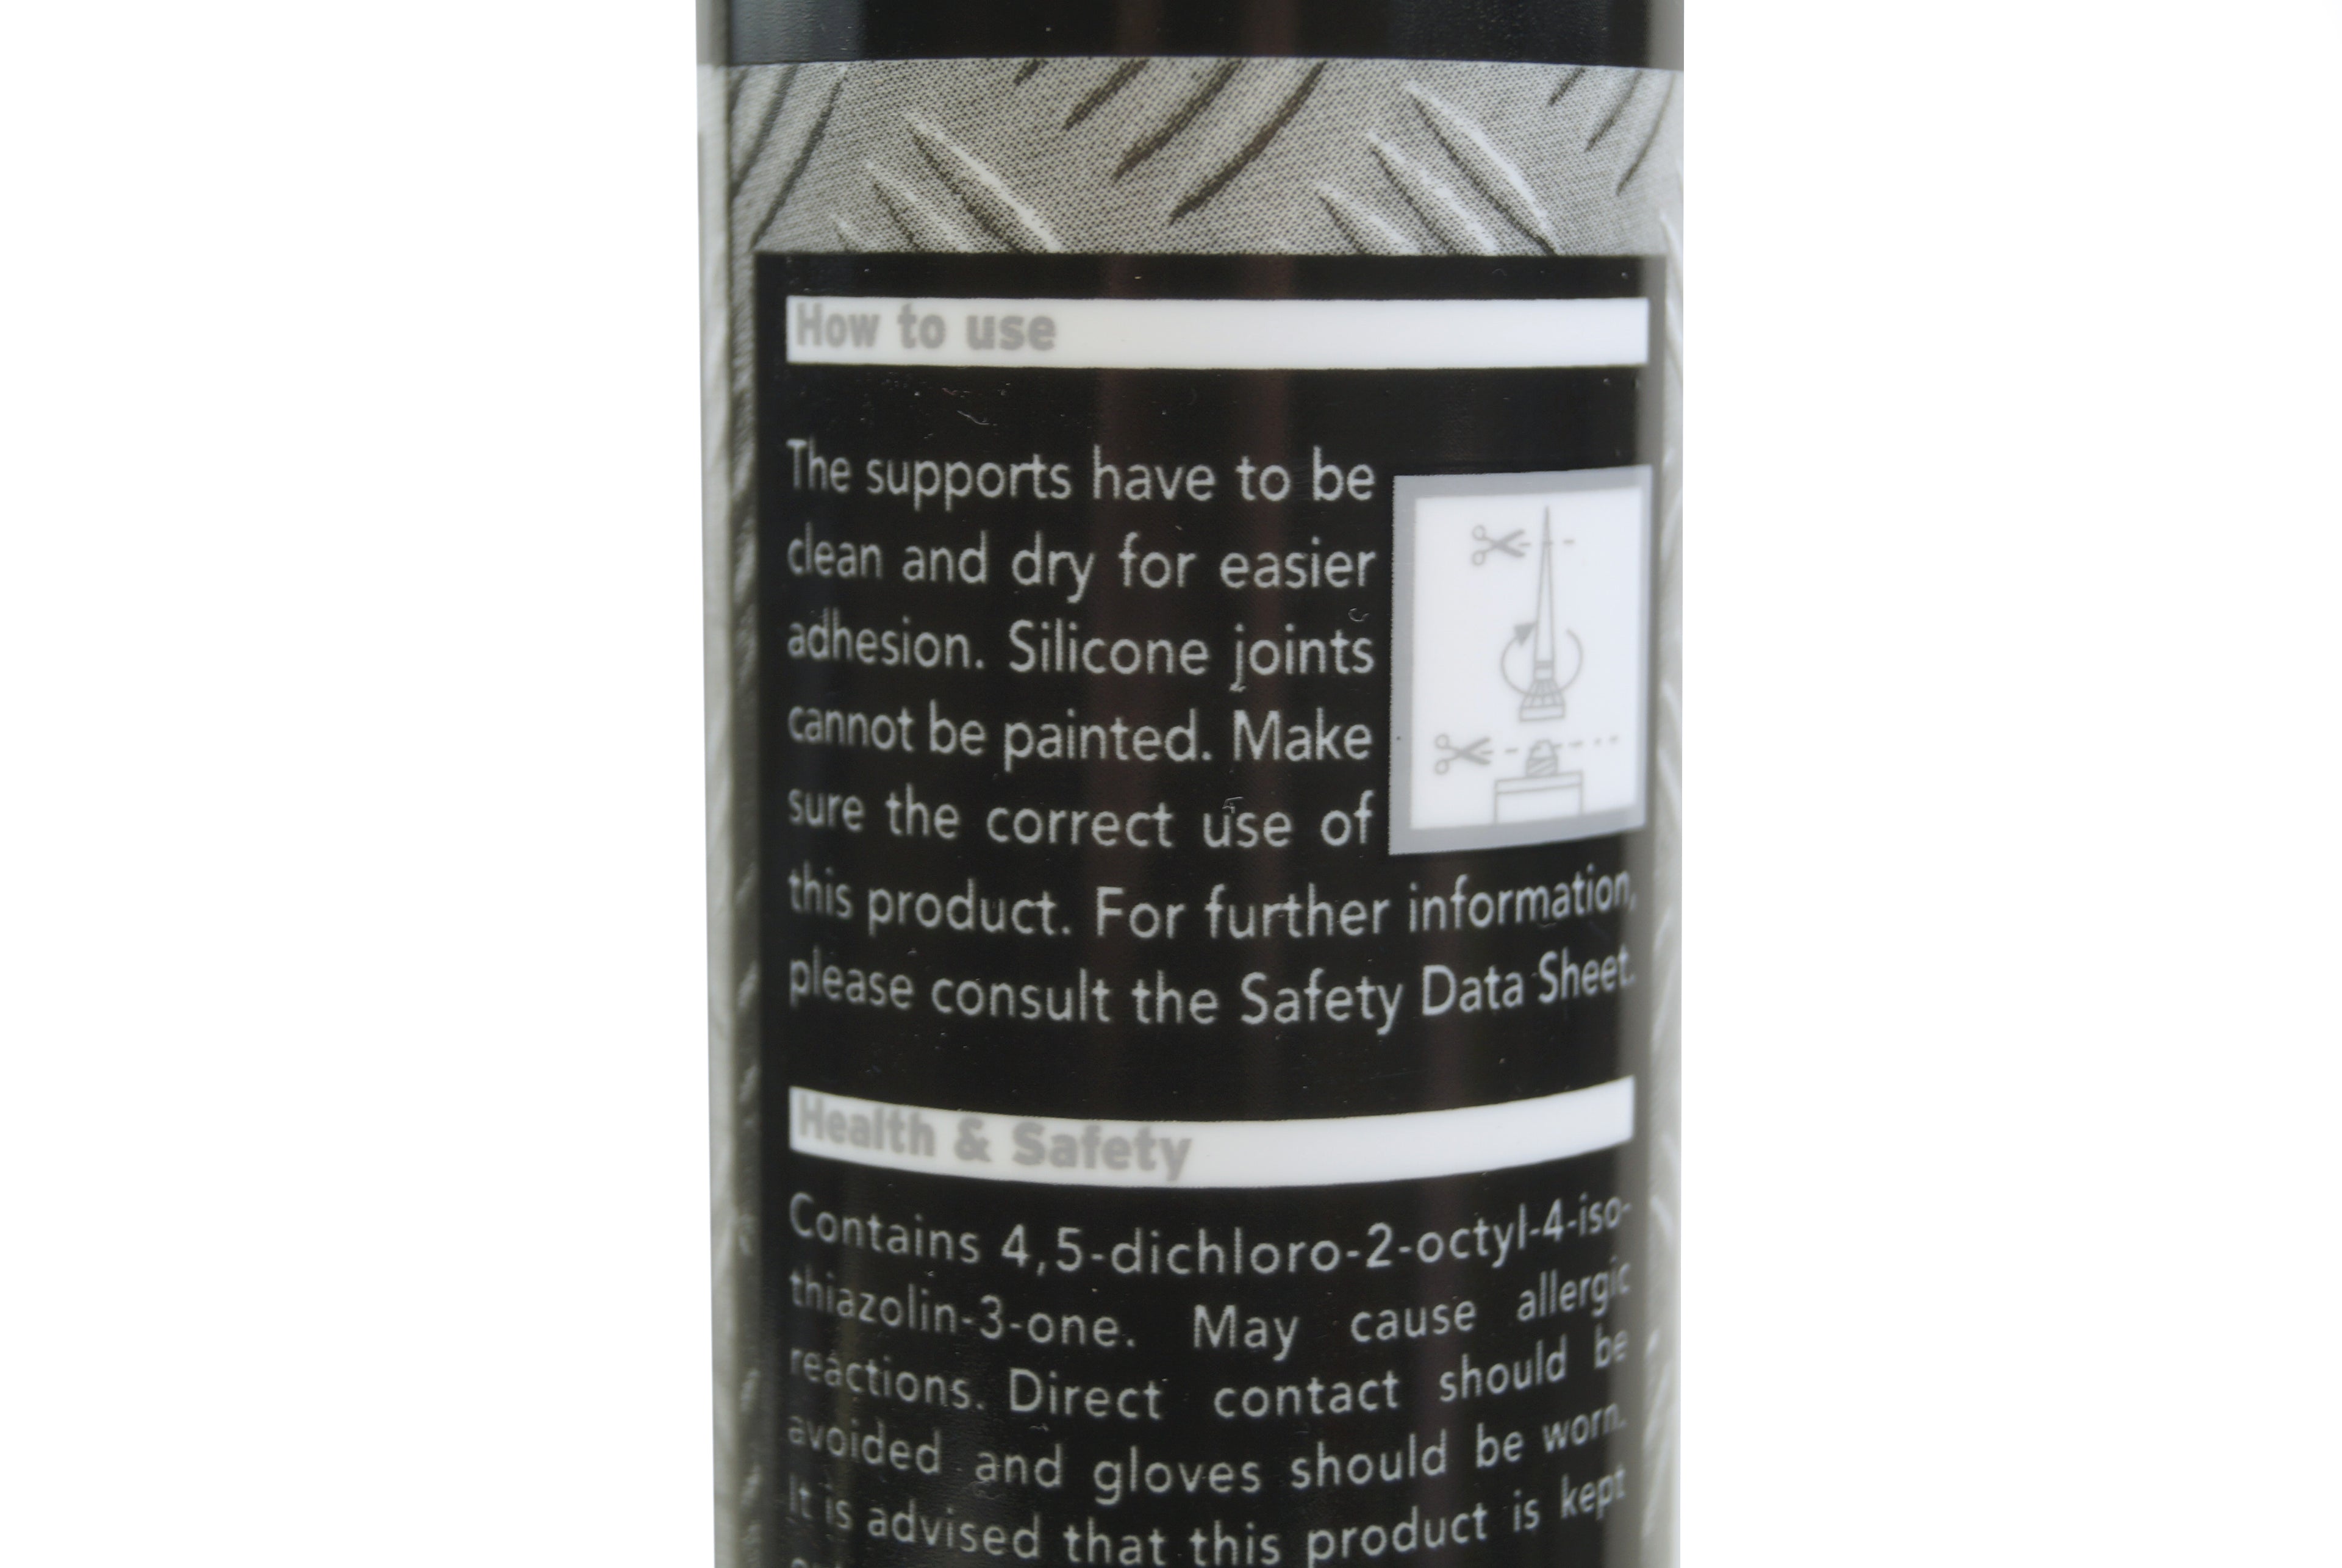 How to use
The supports have to be
clean and dry for easier
adhesion. Silicone joints
cannot be painted. Make
sure the correct use of
this product. For further information,
please consult the Safety Data Sheet.
Health & Safety
Contains 4,5-dichloro-2-octyl-4-iso-
thiazolin-3-one. May cause allergic
reactions. Direct contact should be
avoided and gloves should be worn.
It is advised that this product is kept